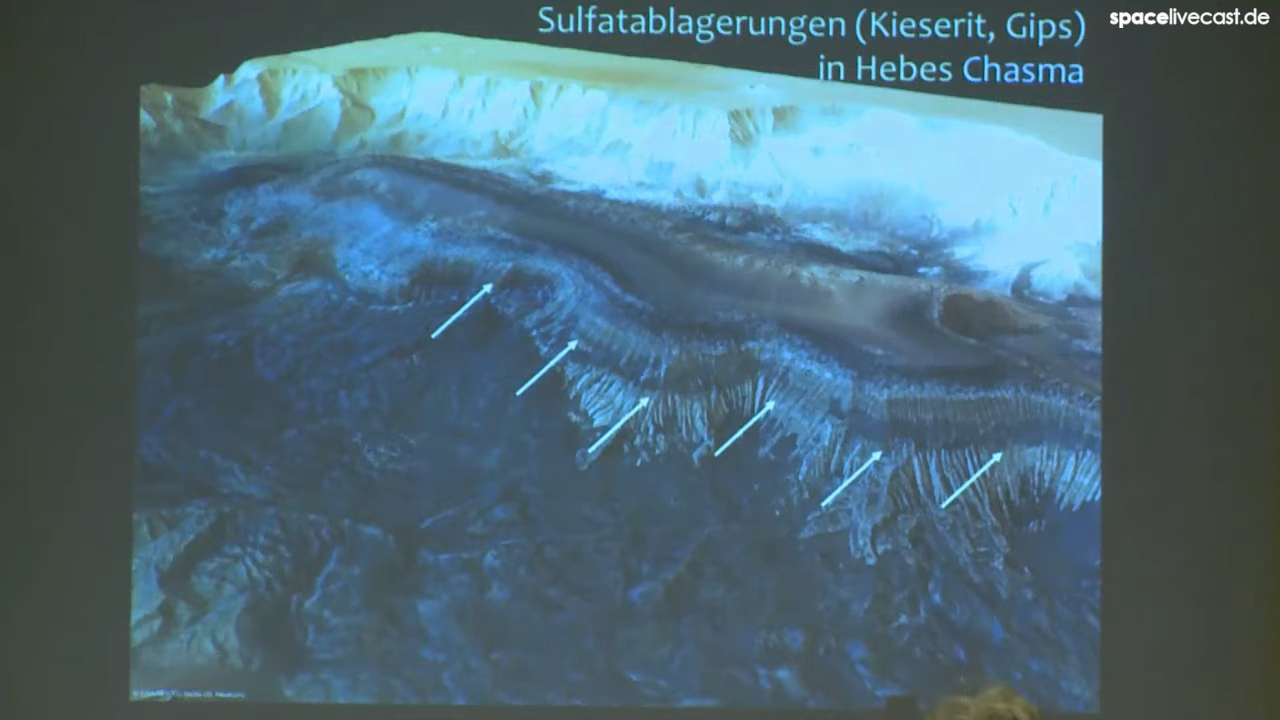 Sulfatablagerungen (Kieserit, Gips)
in Hebes Chasma
spacelivecast.de